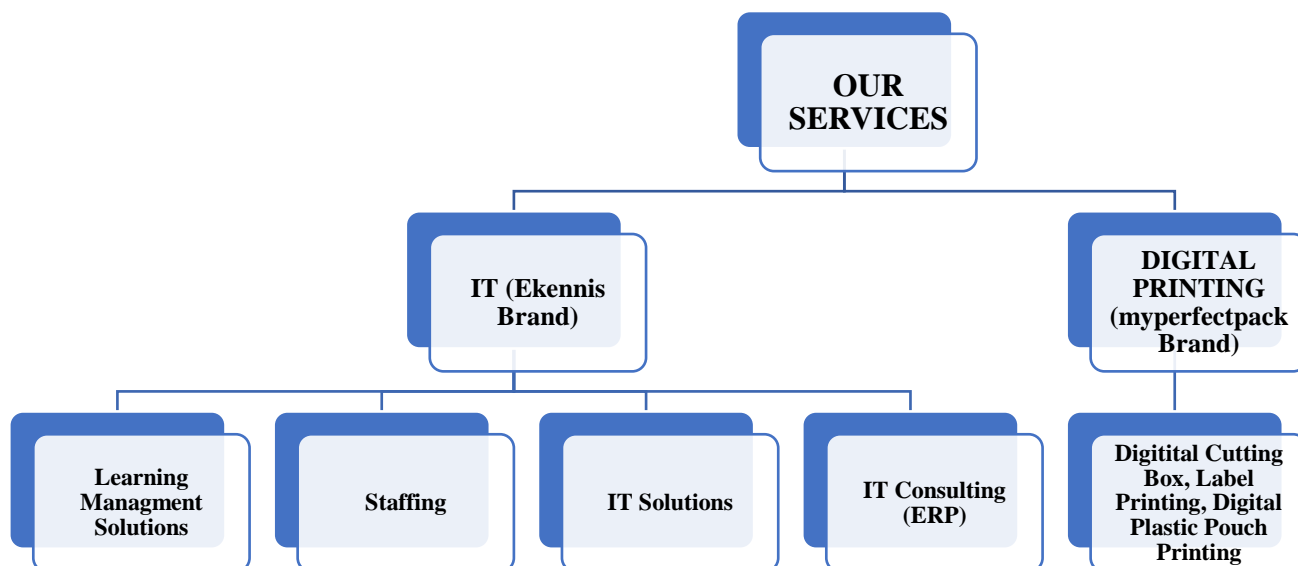 OUR
SERVICES
IT (Ekennis
Brand)
DIGITAL
PRINTING
(myperfectpack
Brand)
Learning
Managment
Solutions
Staffing
IT Solutions
IT Consulting
(ERP)
Digitital Cutting
Box, Label
Printing, Digital
Plastic Pouch
Printing